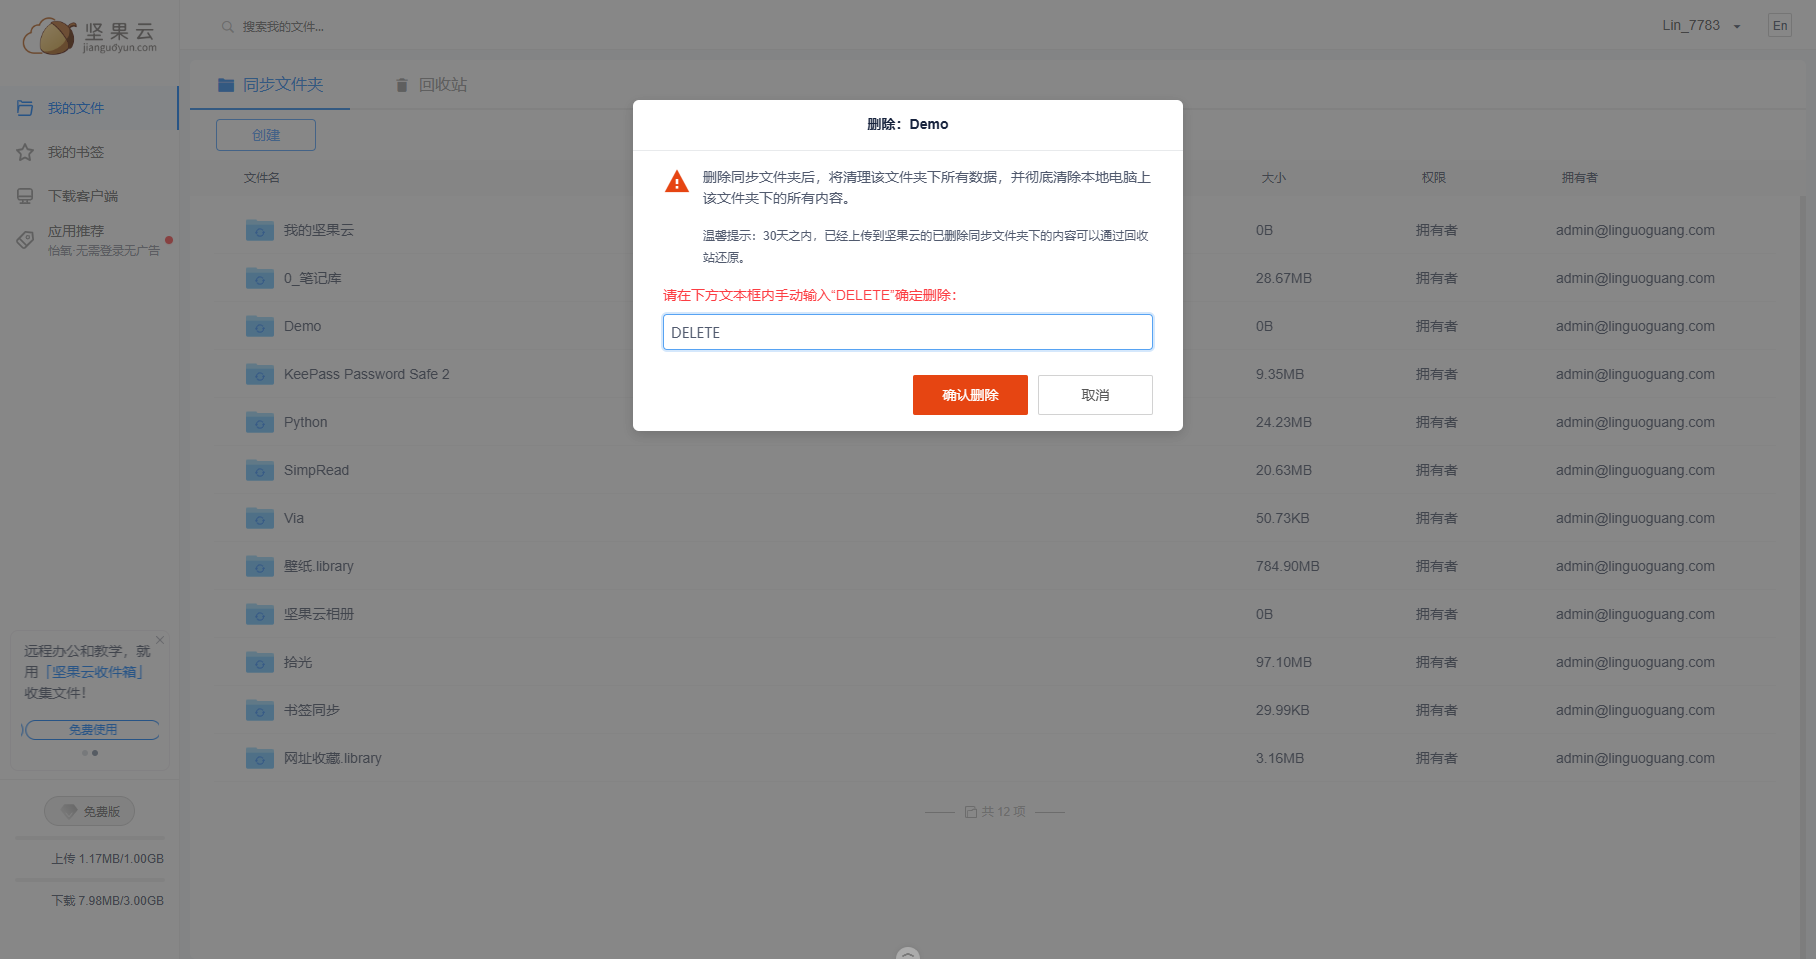 坚果云
jianguoyun.com
搜索我的文件...
Lin_7783
En
我的文件
我的书签
下载客户端
应用推荐
怡氧·无需登录无广告
同步文件夹
回收站
创建
文件名
大小
权限
拥有者
我的坚果云
0B
拥有者
admin@linguoguang.com
0_笔记库
28.67MB
拥有者
admin@linguoguang.com
Demo
0B
拥有者
admin@linguoguang.com
KeePass Password Safe 2
9.35MB
拥有者
admin@linguoguang.com
Python
24.23MB
拥有者
admin@linguoguang.com
SimpRead
20.63MB
拥有者
admin@linguoguang.com
Via
50.73KB
拥有者
admin@linguoguang.com
壁纸.library
784.90MB
拥有者
admin@linguoguang.com
坚果云相册
0B
拥有者
admin@linguoguang.com
拾光
97.10MB
拥有者
admin@linguoguang.com
书签同步
29.99KB
拥有者
admin@linguoguang.com
网址收藏.library
3.16MB
拥有者
admin@linguoguang.com
共 12 项
删除：Demo
删除同步文件夹后，将清理该文件夹下所有数据，并彻底清除本地电脑上
该文件夹下的所有内容。
温馨提示：30天之内，已经上传到坚果云的已删除同步文件夹下的内容可以通过回收
站还原。
请在下方文本框内手动输入“DELETE”确定删除：
DELETE
确认删除
取消
远程办公和教学，就
用「坚果云收件箱」
收集文件！
免费使用
免费版
上传 1.17MB/1.00GB
下载 7.98MB/3.00GB